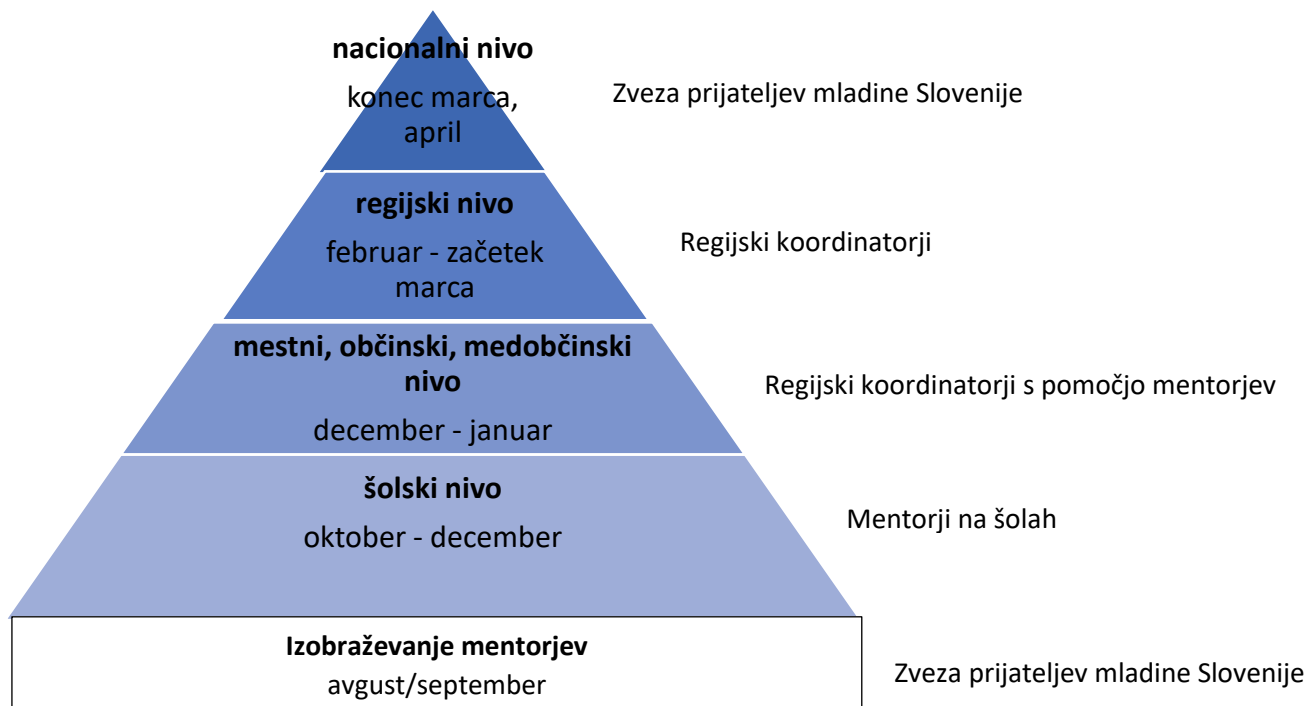 nacionalni nivo
konec marca,
april
Zveza prijateljev mladine Slovenije
regijski nivo
februar - začetek
marca
Regijski koordinatorji
mestni, občinski, medobčinski
nivo
december - januar
Regijski koordinatorji s pomočjo mentorjev
šolski nivo
oktober - december
Mentorji na šolah
Izobraževanje mentorjev
avgust/september
Zveza prijateljev mladine Slovenije